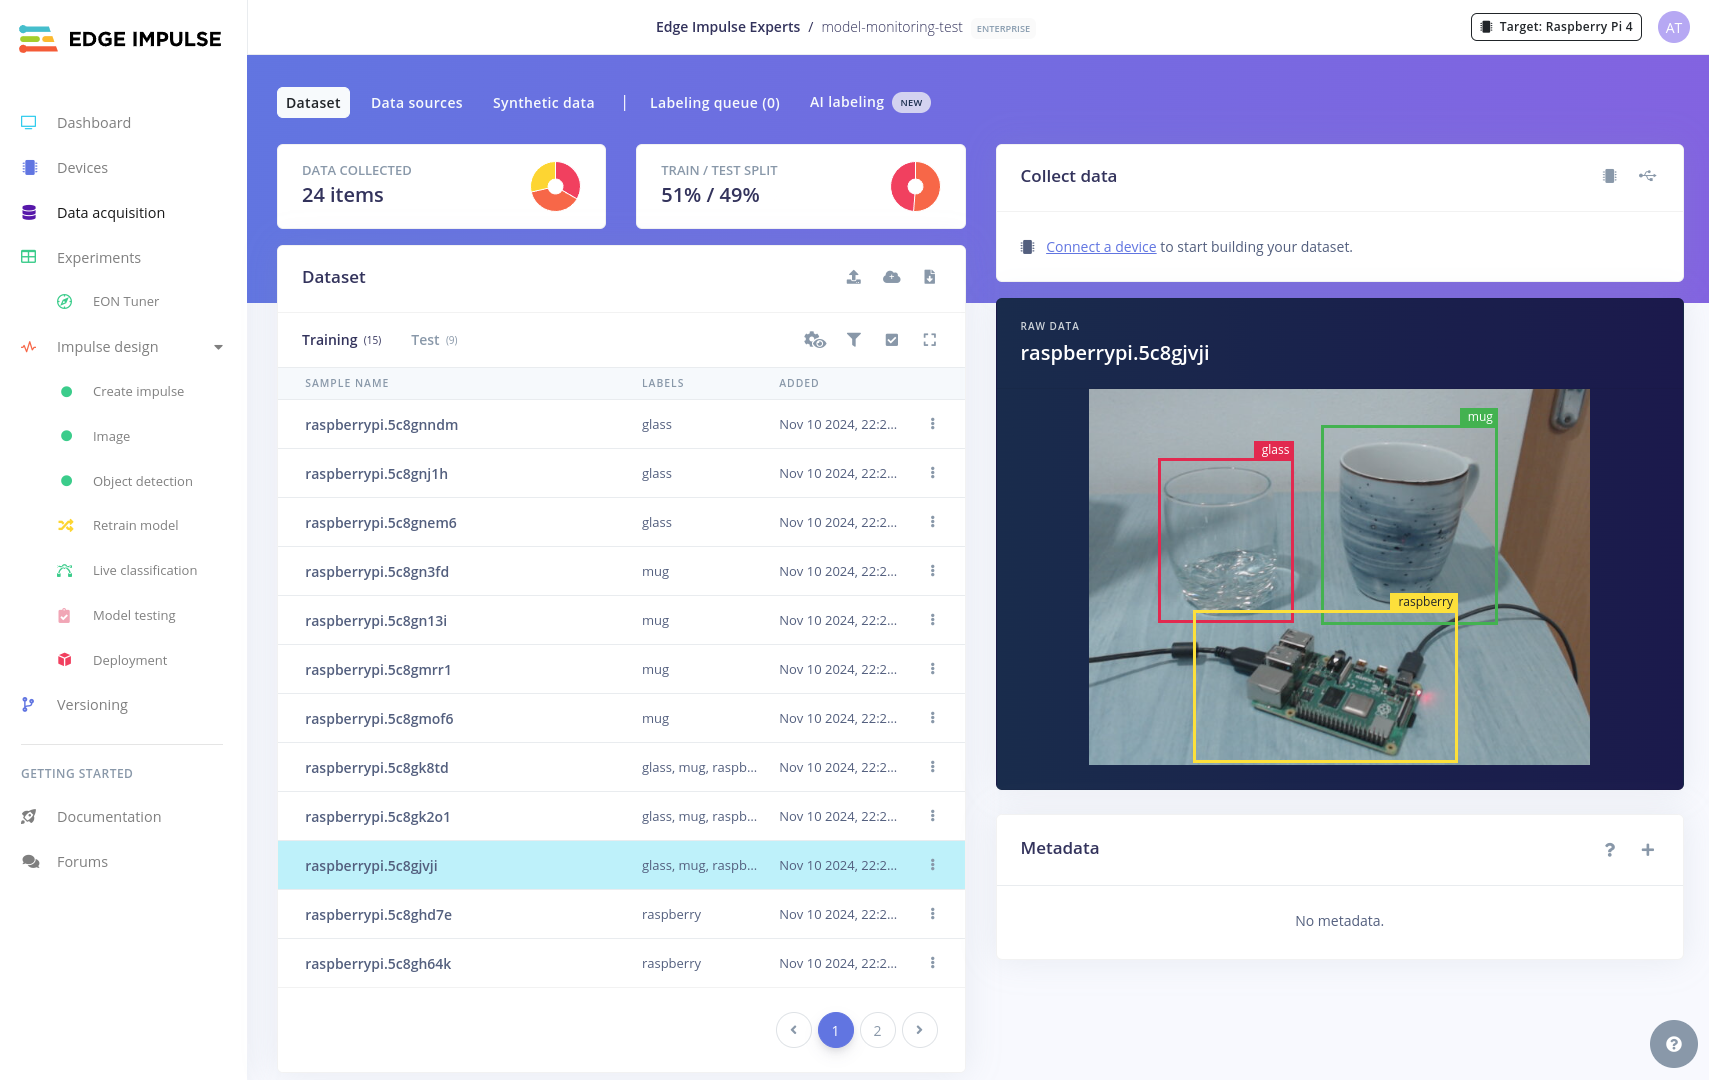 EDGE IMPULSE
Edge Impulse Experts / model-monitoring-test ENTERPRISE
Target: Raspberry Pi 4
AT
Dashboard
Devices
Data acquisition
Experiments
EON Tuner
Impulse design
Create impulse
Image
Object detection
Retrain model
Live classification
Model testing
Deployment
Versioning
GETTING STARTED
Documentation
Forums
Dataset Data sources Synthetic data | Labeling queue (0) AI labeling NEW
DATA COLLECTED
24 items
TRAIN / TEST SPLIT
51% / 49%
Dataset
Training (15) Test (9)
SAMPLE NAME LABELS ADDED
raspberrypi.5c8gnndm glass Nov 10 2024, 22:2...
raspberrypi.5c8gnj1h glass Nov 10 2024, 22:2...
raspberrypi.5c8gnem6 glass Nov 10 2024, 22:2...
raspberrypi.5c8gn3fd mug Nov 10 2024, 22:2...
raspberrypi.5c8gn13i mug Nov 10 2024, 22:2...
raspberrypi.5c8gmrr1 mug Nov 10 2024, 22:2...
raspberrypi.5c8gmof6 mug Nov 10 2024, 22:2...
raspberrypi.5c8gk8td glass, mug, raspb... Nov 10 2024, 22:2...
raspberrypi.5c8gk2o1 glass, mug, raspb... Nov 10 2024, 22:2...
raspberrypi.5c8gjvji glass, mug, raspb... Nov 10 2024, 22:2...
raspberrypi.5c8ghd7e raspberry Nov 10 2024, 22:2...
raspberrypi.5c8gh64k raspberry Nov 10 2024, 22:2...
1 2
Collect data
Connect a device to start building your dataset.
RAW DATA
raspberrypi.5c8gjvji
mug
glass
raspberry
Metadata
No metadata.